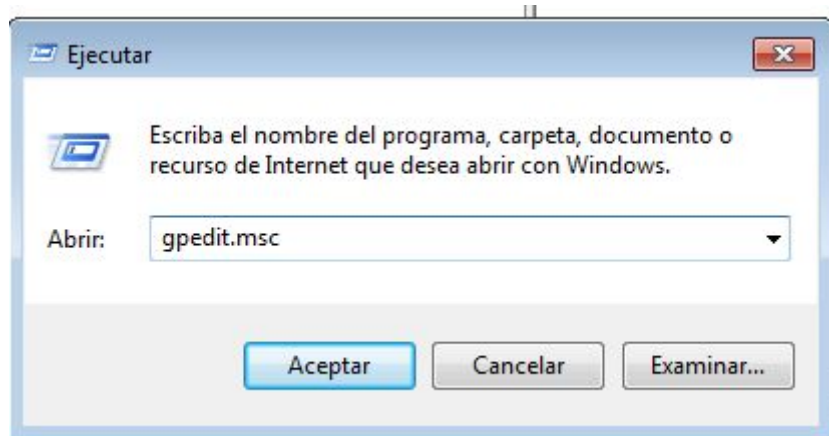 Ejecutar
Escriba el nombre del programa, carpeta, documento o
recurso de Internet que desea abrir con Windows.
Abrir: gpedit.msc
Aceptar Cancelar Examinar...